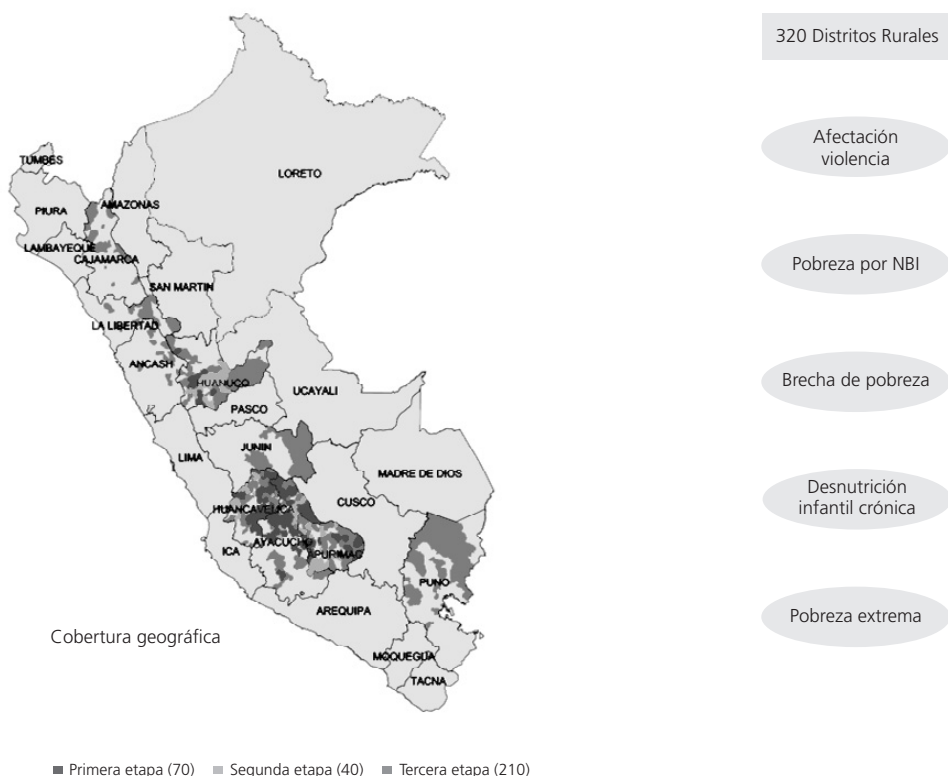 320 Distritos Rurales
Afectación
violencia
Pobreza por NBI
Brecha de pobreza
Desnutrición
infantil crónica
Pobreza extrema
TUMBES
LORETO
PIURA
AMAZONAS
LAMBAYEQUE
CAJAMARCA
SAN MARTIN
LA LIBERTAD
ANCASH
HUANUCO
UCAYALI
PASCO
LIMA
JUNIN
MADRE DE DIOS
CUSCO
HUANCAVELICA
AYACUCHO
ICA
APURIMAC
PUNO
AREQUIPA
Cobertura geográfica
MOQUEGUA
TACNA
Primera etapa (70) Segunda etapa (40) Tercera etapa (210)